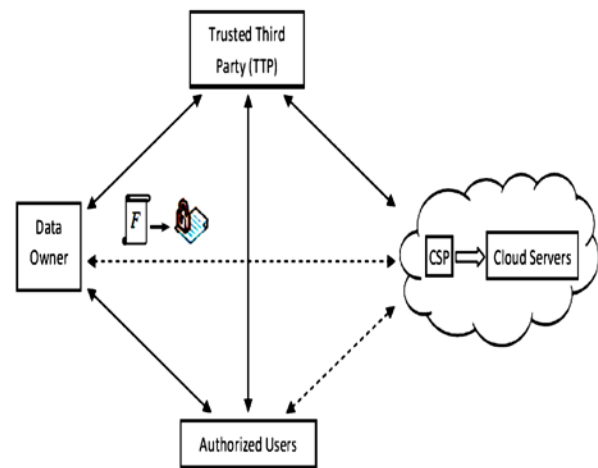 Trusted Third
Party (TTP)
F
Data
Owner
CSP
Cloud Servers
Authorized Users